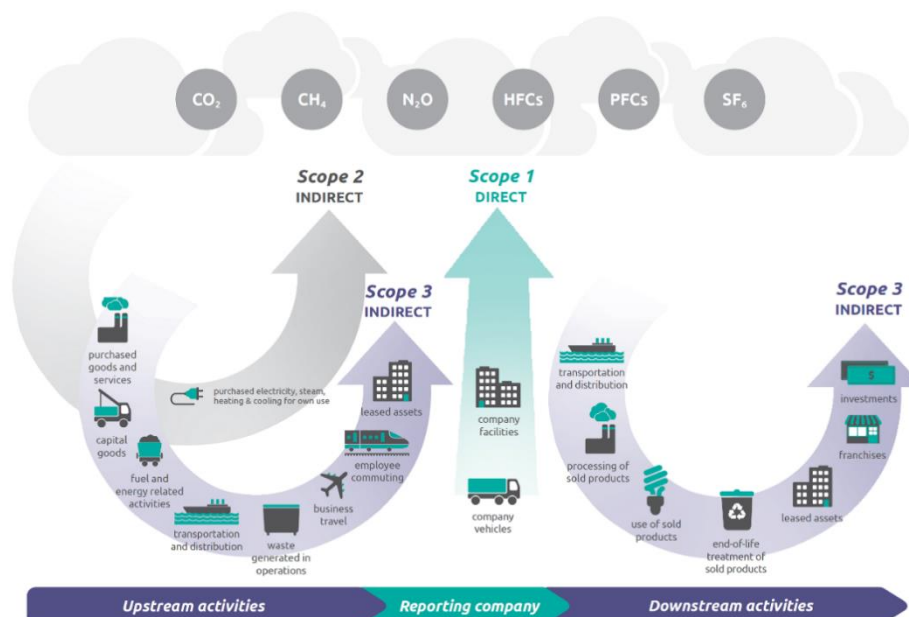 CO₂
CH₄
N₂O
HFCs
PFCs
SF₆
Scope 2
INDIRECT
Scope 1
DIRECT
Scope 3
INDIRECT
Scope 3
INDIRECT
purchased
goods and
services
capital
goods
fuel and
energy related
activities
transportation
and distribution
waste
generated in
operations
business
travel
employee
commuting
leased assets
purchased electricity, steam,
heating & cooling for own use
company
facilities
company
vehicles
transportation
and distribution
processing of
sold products
use of sold
products
end-of-life
treatment of
sold products
leased assets
franchises
$
investments
Upstream activities
Reporting company
Downstream activities